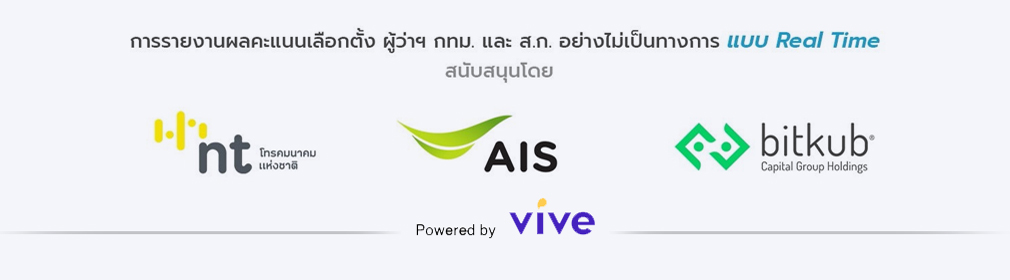 การรายงานผลคะแนนเลือกตั้ง ผู้ว่าฯ กทม. และ ส.ก. อย่างไม่เป็นทางการ แบบ Real Time
สนับสนุนโดย
nt โทรคมนาคม
แห่งชาติ
AIS
bitkub®
Capital Group Holdings
Powered by vive